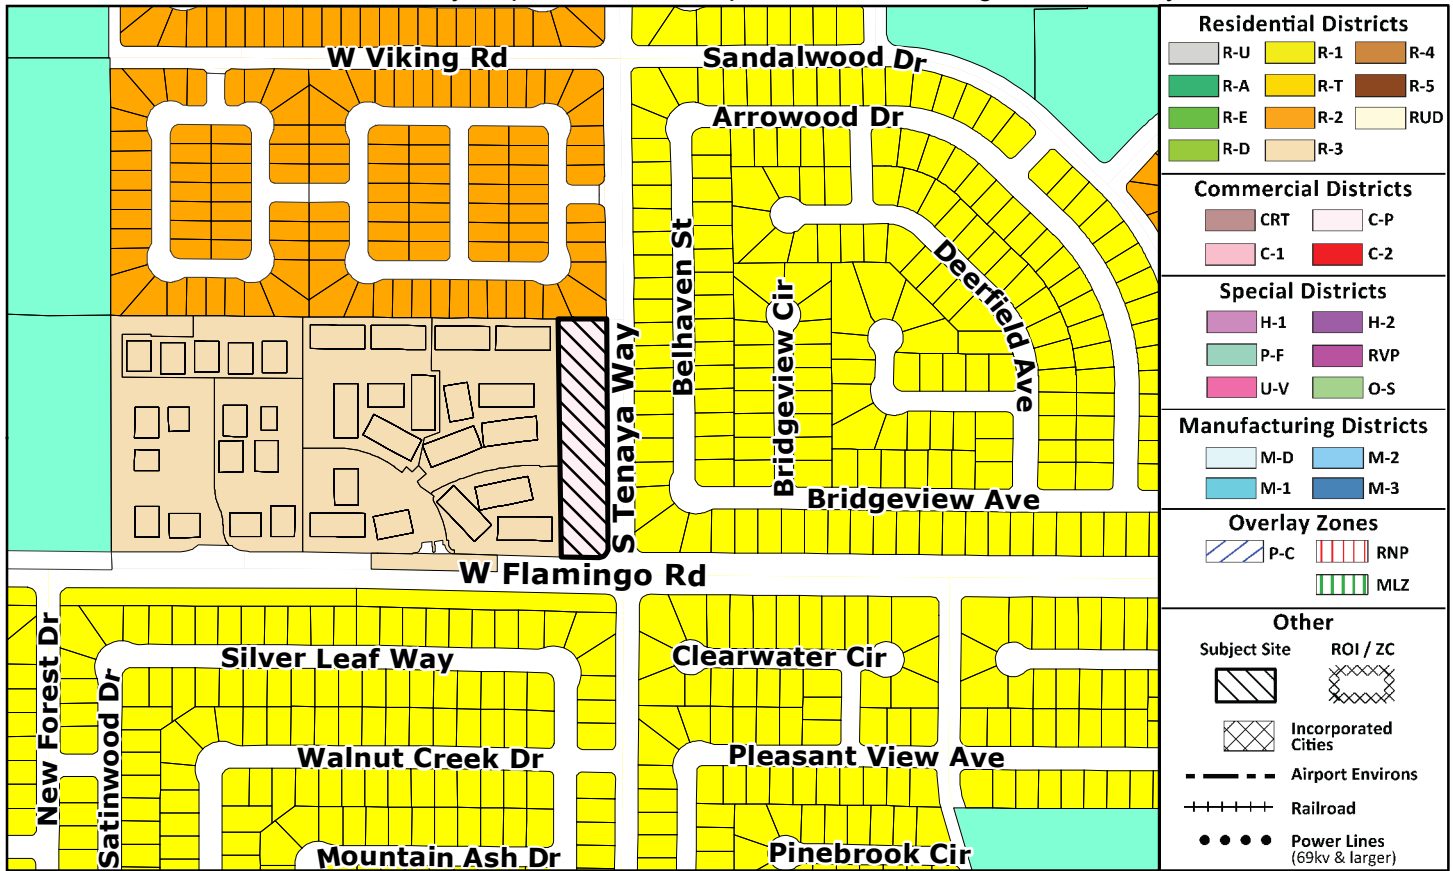 W Viking Rd
Sandalwood Dr
Arrowood Dr
Belhaven St
Deerfield Ave
Bridgeview Cir
S Tenaya Way
Bridgeview Ave
W Flamingo Rd
New Forest Dr
Satinwood Dr
Silver Leaf Way
Clearwater Cir
Walnut Creek Dr
Pleasant View Ave
Mountain Ash Dr
Pinebrook Cir
Residential Districts
R-U R-1 R-4
R-A R-T R-5
R-E R-2 RUD
R-D R-3
Commercial Districts
CRT C-P
C-1 C-2
Special Districts
H-1 H-2
P-F RVP
U-V O-S
Manufacturing Districts
M-D M-2
M-1 M-3
Overlay Zones
P-C RNP
MLZ
Other
Subject Site ROI / ZC
Incorporated
Cities
Airport Environs
Railroad
Power Lines
(69kv & larger)